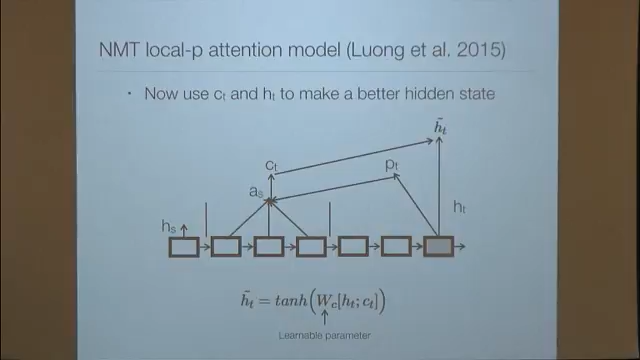 NMT local-p attention model (Luong et al. 2015)
• Now use cₜ and hₜ to make a better hidden state
h̃ₜ
cₜ
pₜ
aₛ
hₛ
hₜ
h̃ₜ = tanh(W_c[hₜ; cₜ])
Learnable parameter